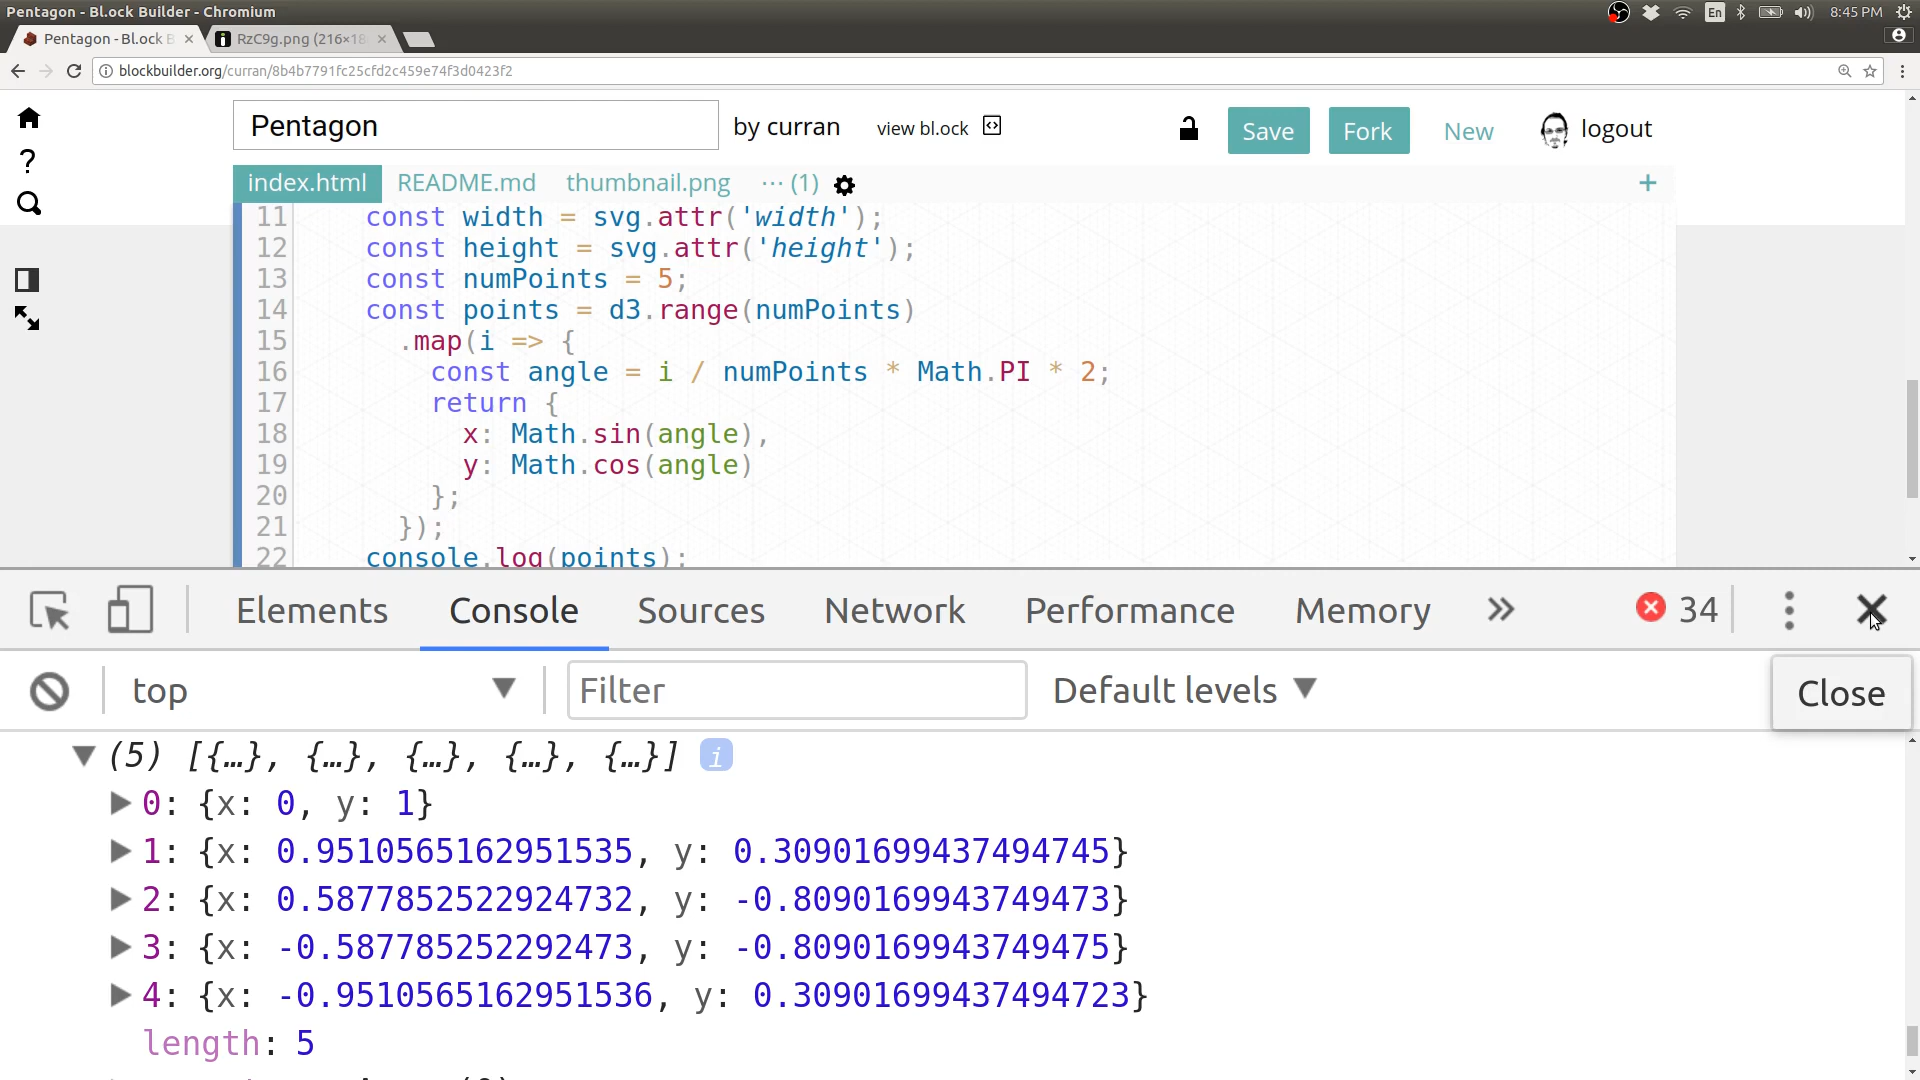 Pentagon - Bl.ock Builder - Chromium
En
8:45 PM
Pentagon - Bl.ock B
RzC9g.png (216×18
blockbuilder.org/curran/8b4b7791fc25cfd2c459e74f3d0423f2
Pentagon
by curran
view bl.ock
Save
Fork
New
logout
index.html
README.md
thumbnail.png
··· (1)
+
11 const width = svg.attr('width');
12 const height = svg.attr('height');
13 const numPoints = 5;
14 const points = d3.range(numPoints)
15 .map(i => {
16 const angle = i / numPoints * Math.PI * 2;
17 return {
18 x: Math.sin(angle),
19 y: Math.cos(angle)
20 };
21 });
22 console.log(points);
Elements
Console
Sources
Network
Performance
Memory
34
top
Filter
Default levels
Close
(5) [{…}, {…}, {…}, {…}, {…}]
0: {x: 0, y: 1}
1: {x: 0.9510565162951535, y: 0.30901699437494745}
2: {x: 0.5877852522924732, y: -0.8090169943749473}
3: {x: -0.587785252292473, y: -0.8090169943749475}
4: {x: -0.9510565162951536, y: 0.30901699437494723}
length: 5